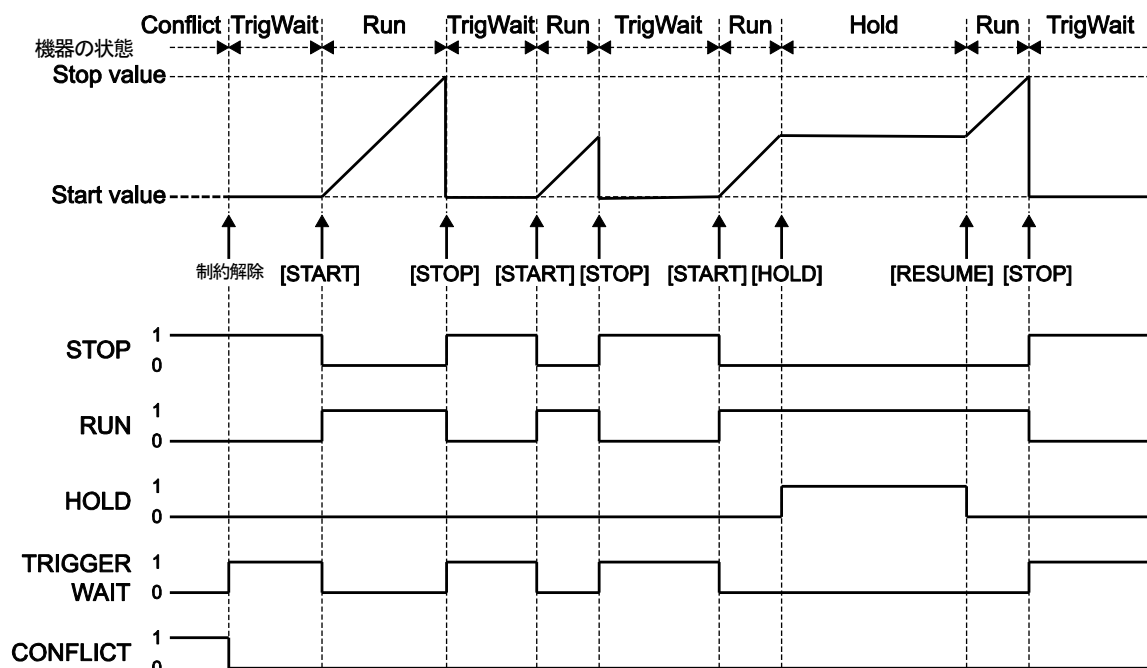 Conflict TrigWait Run TrigWait Run TrigWait Run Hold Run TrigWait
機器の状態
Stop value
Start value
制約解除 [START] [STOP] [START] [STOP] [START] [HOLD] [RESUME] [STOP]
STOP 1
0
RUN 1
0
HOLD 1
0
TRIGGER WAIT 1
0
CONFLICT 1
0